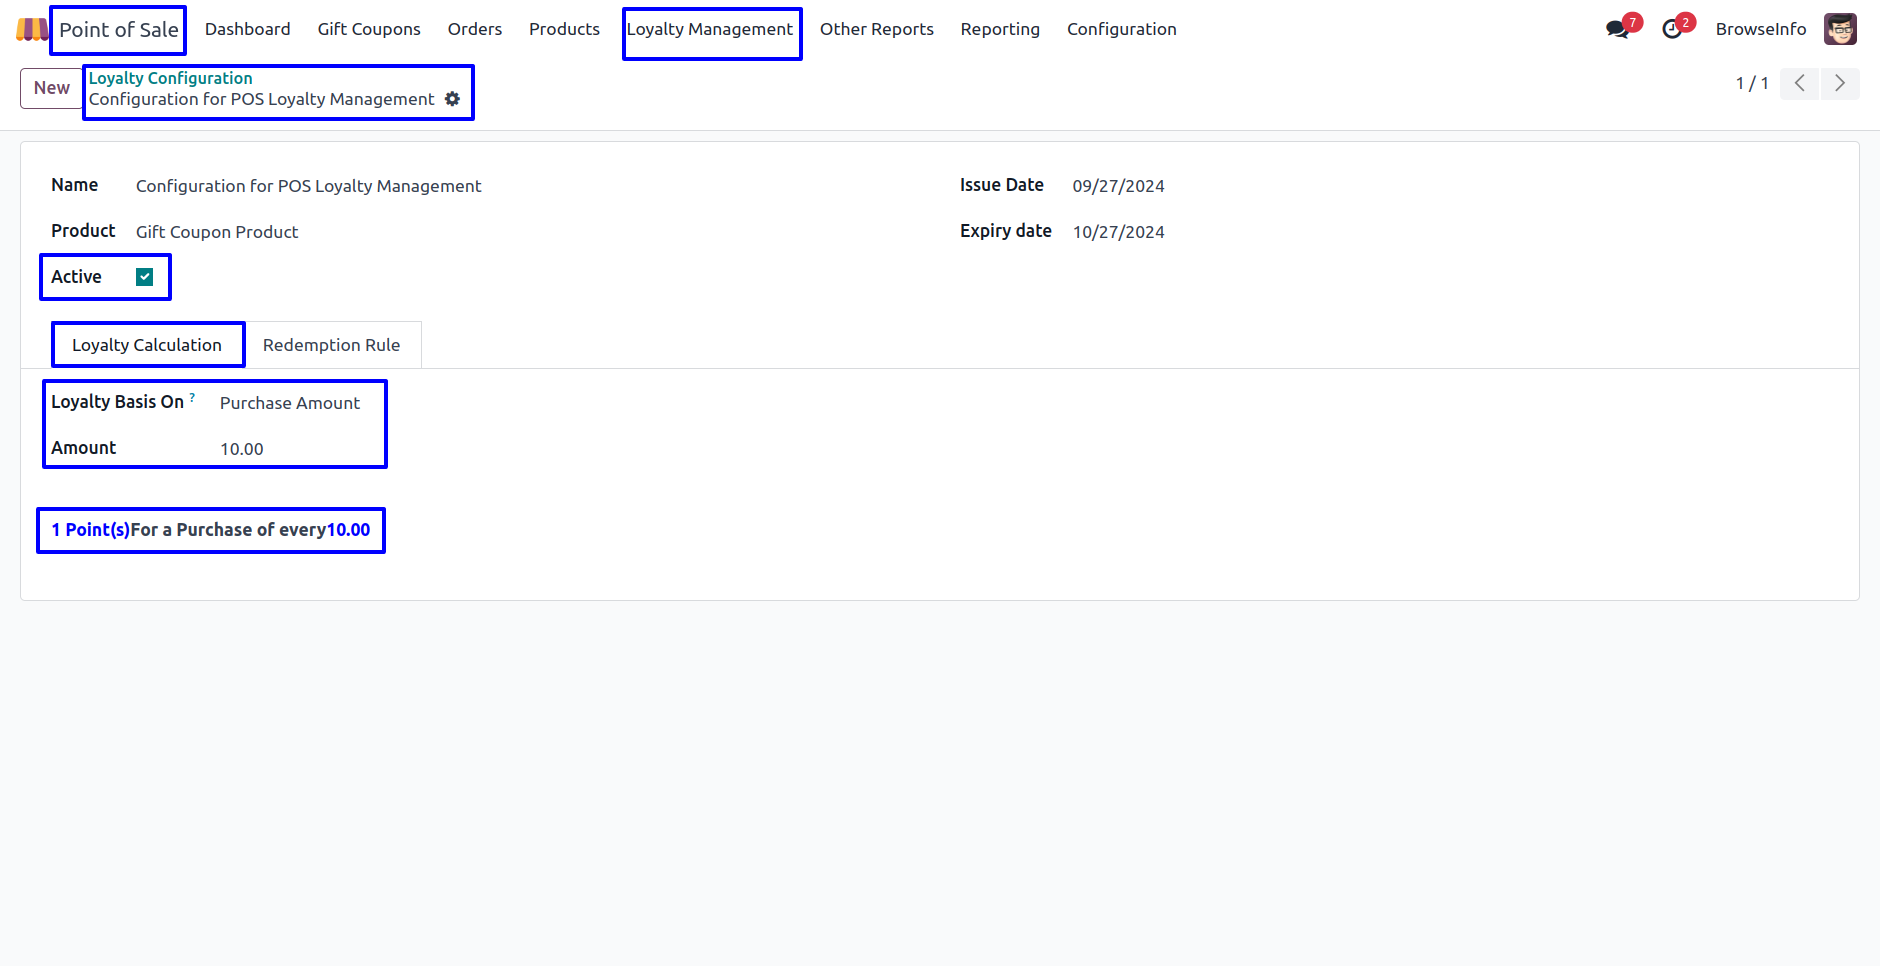 Point of Sale Dashboard Gift Coupons Orders Products Loyalty Management Other Reports Reporting Configuration 7 2 BrowseInfo
New
Loyalty Configuration
Configuration for POS Loyalty Management
1 / 1
Name Configuration for POS Loyalty Management
Issue Date 09/27/2024
Product Gift Coupon Product
Expiry date 10/27/2024
Active
Loyalty Calculation Redemption Rule
Loyalty Basis On ? Purchase Amount
Amount 10.00
1 Point(s)For a Purchase of every10.00